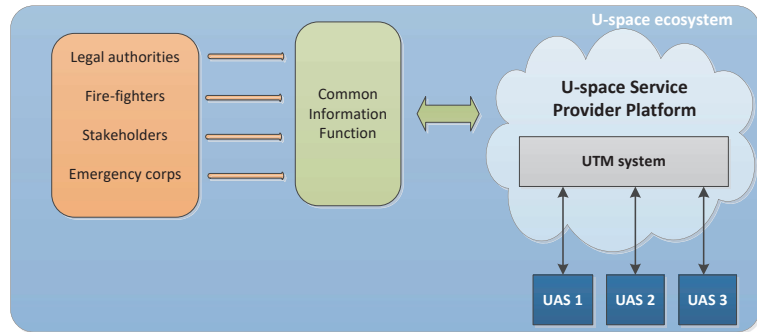 U-space ecosystem
Legal authorities
Fire-fighters
Stakeholders
Emergency corps
Common
Information
Function
U-space Service
Provider Platform
UTM system
UAS 1
UAS 2
UAS 3